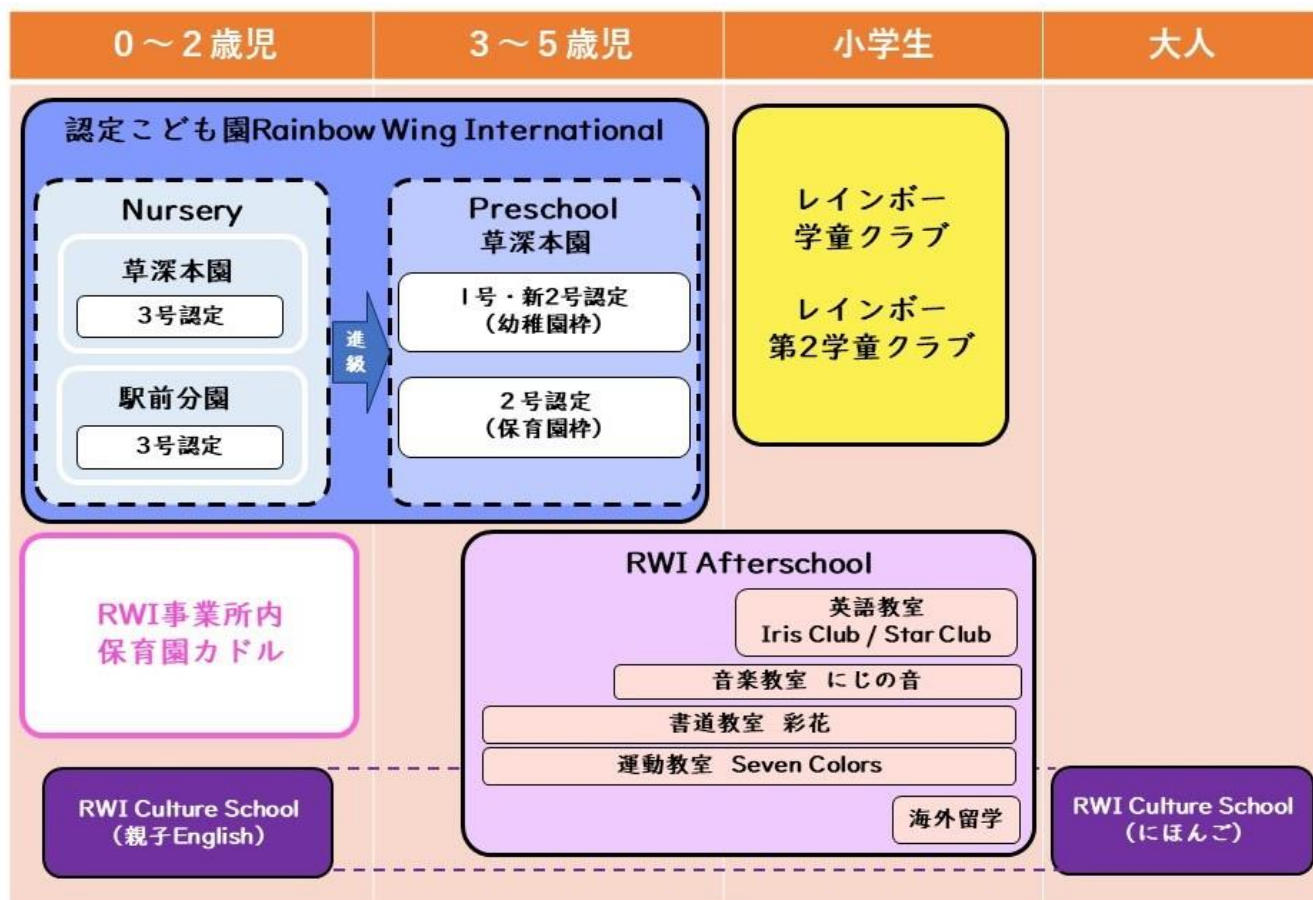 0～2歳児
3～5歳児
小学生
大人
認定こども園Rainbow Wing International
Nursery
草深本園
3号認定
駅前分園
3号認定
進級
Preschool
草深本園
1号・新2号認定
(幼稚園枠)
2号認定
(保育園枠)
レインボー
学童クラブ
レインボー
第2学童クラブ
RWI事業所内
保育園カドル
RWI Afterschool
英語教室
Iris Club / Star Club
音楽教室 にじの音
書道教室 彩花
運動教室 Seven Colors
海外留学
RWI Culture School
(親子English)
RWI Culture School
(にほんご)